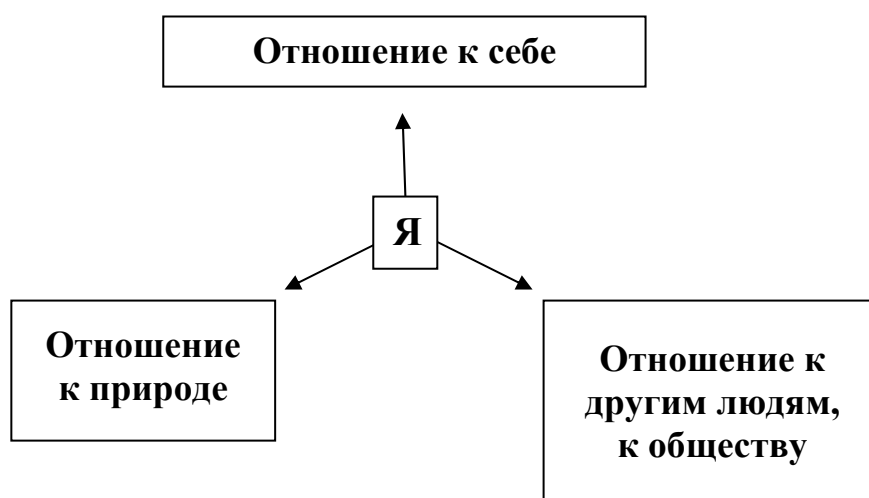 Отношение к себе
Я
Отношение
к природе
Отношение к
другим людям,
к обществу